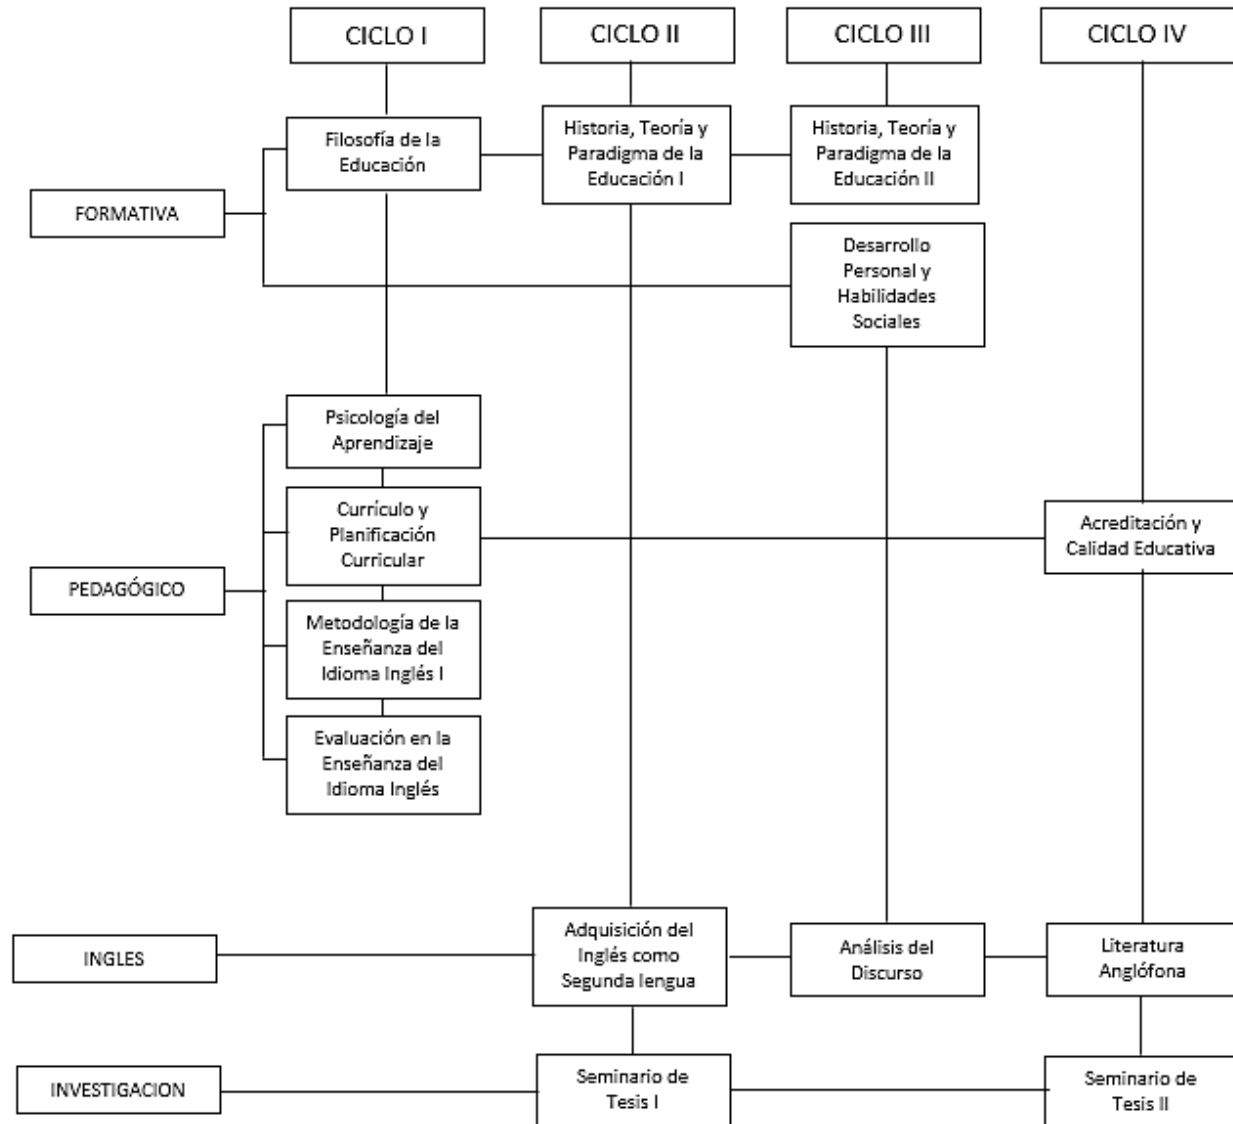 CICLO I
CICLO II
CICLO III
CICLO IV
FORMATIVA
Filosofía de la
Educación
Historia, Teoría y
Paradigma de la
Educación I
Historia, Teoría y
Paradigma de la
Educación II
Desarrollo
Personal y
Habilidades
Sociales
PEDAGÓGICO
Psicología del
Aprendizaje
Currículo y
Planificación
Curricular
Acreditación y
Calidad Educativa
Metodología de la
Enseñanza del
Idioma Inglés I
Evaluación en la
Enseñanza del
Idioma Inglés
INGLES
Adquisición del
Inglés como
Segunda lengua
Análisis del
Discurso
Literatura
Anglófona
INVESTIGACION
Seminario de
Tesis I
Seminario de
Tesis II